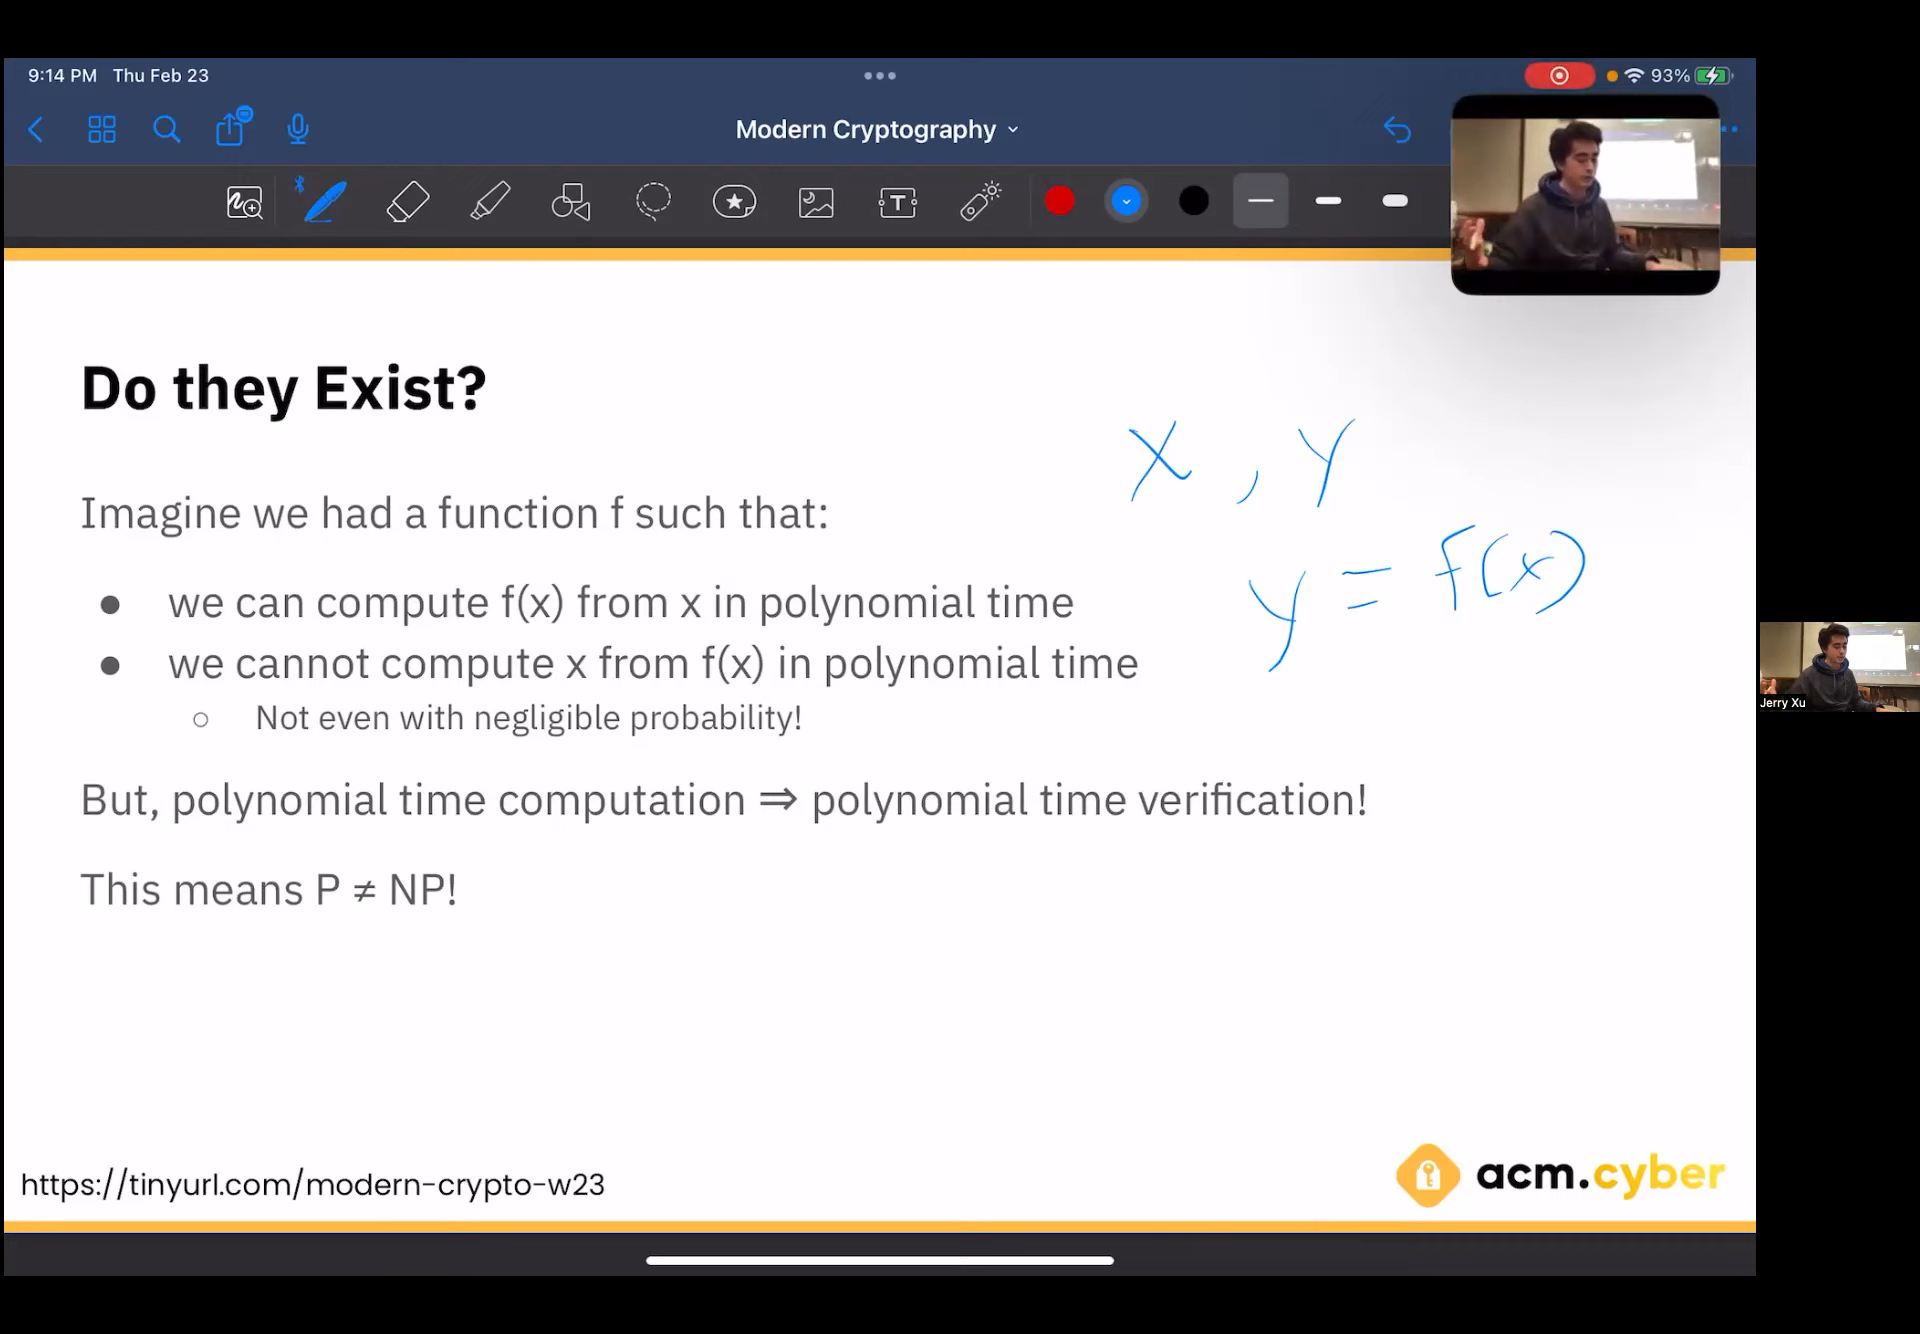 9:14 PM Thu Feb 23
93%
Modern Cryptography
T
Do they Exist?
X , Y
Imagine we had a function f such that:
y = f(x)
● we can compute f(x) from x in polynomial time
● we cannot compute x from f(x) in polynomial time
○ Not even with negligible probability!
Jerry Xu
But, polynomial time computation ⇒ polynomial time verification!
This means P ≠ NP!
https://tinyurl.com/modern-crypto-w23
acm.cyber